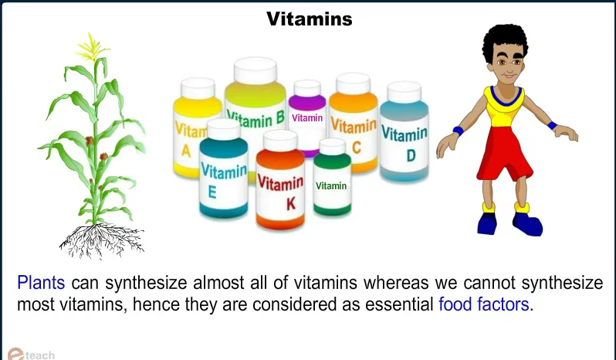 Vitamins
Vitamin B
Vitamin
Vitamin
A
Vitamin
C
Vitamin
D
Vitamin
E
Vitamin
K
Vitamin
Plants can synthesize almost all of vitamins whereas we cannot synthesize
most vitamins, hence they are considered as essential food factors.
e teach